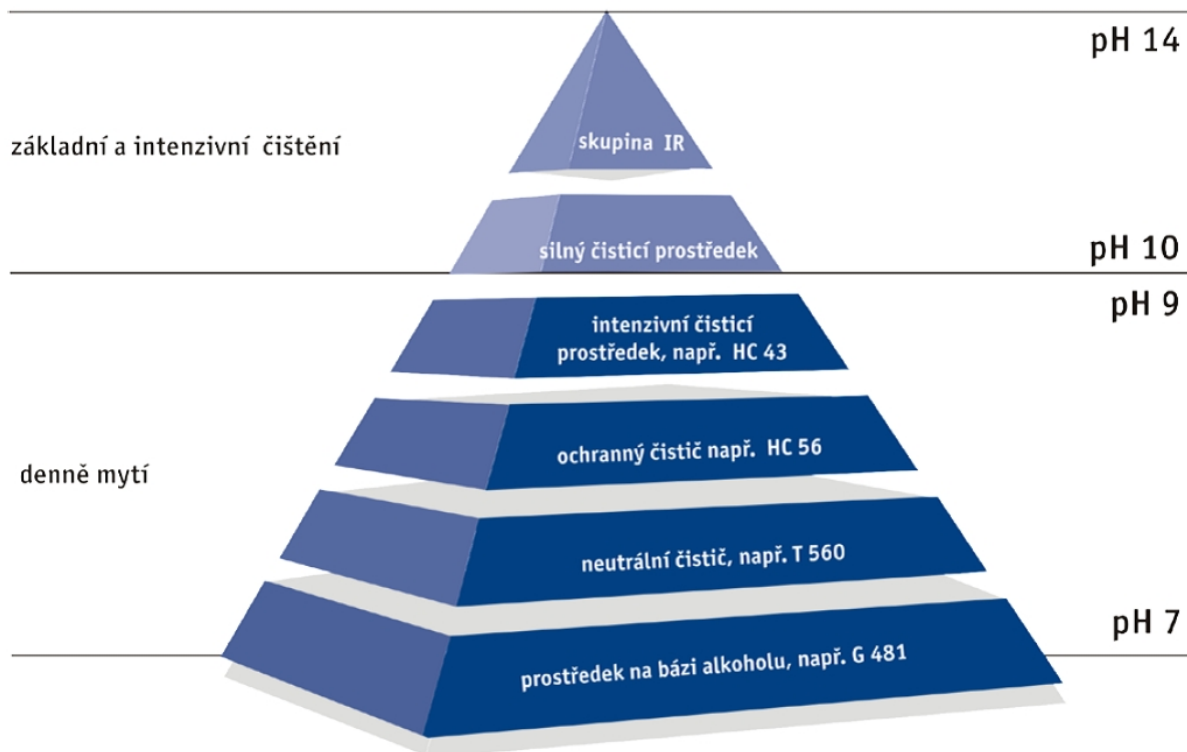 pH 14
základní a intenzivní čištění
skupina IR
silný čisticí prostředek
pH 10
pH 9
intenzivní čisticí
prostředek, např. HC 43
ochranný čistič např. HC 56
denně mytí
neutrální čistič, např. T 560
pH 7
prostředek na bázi alkoholu, např. G 481